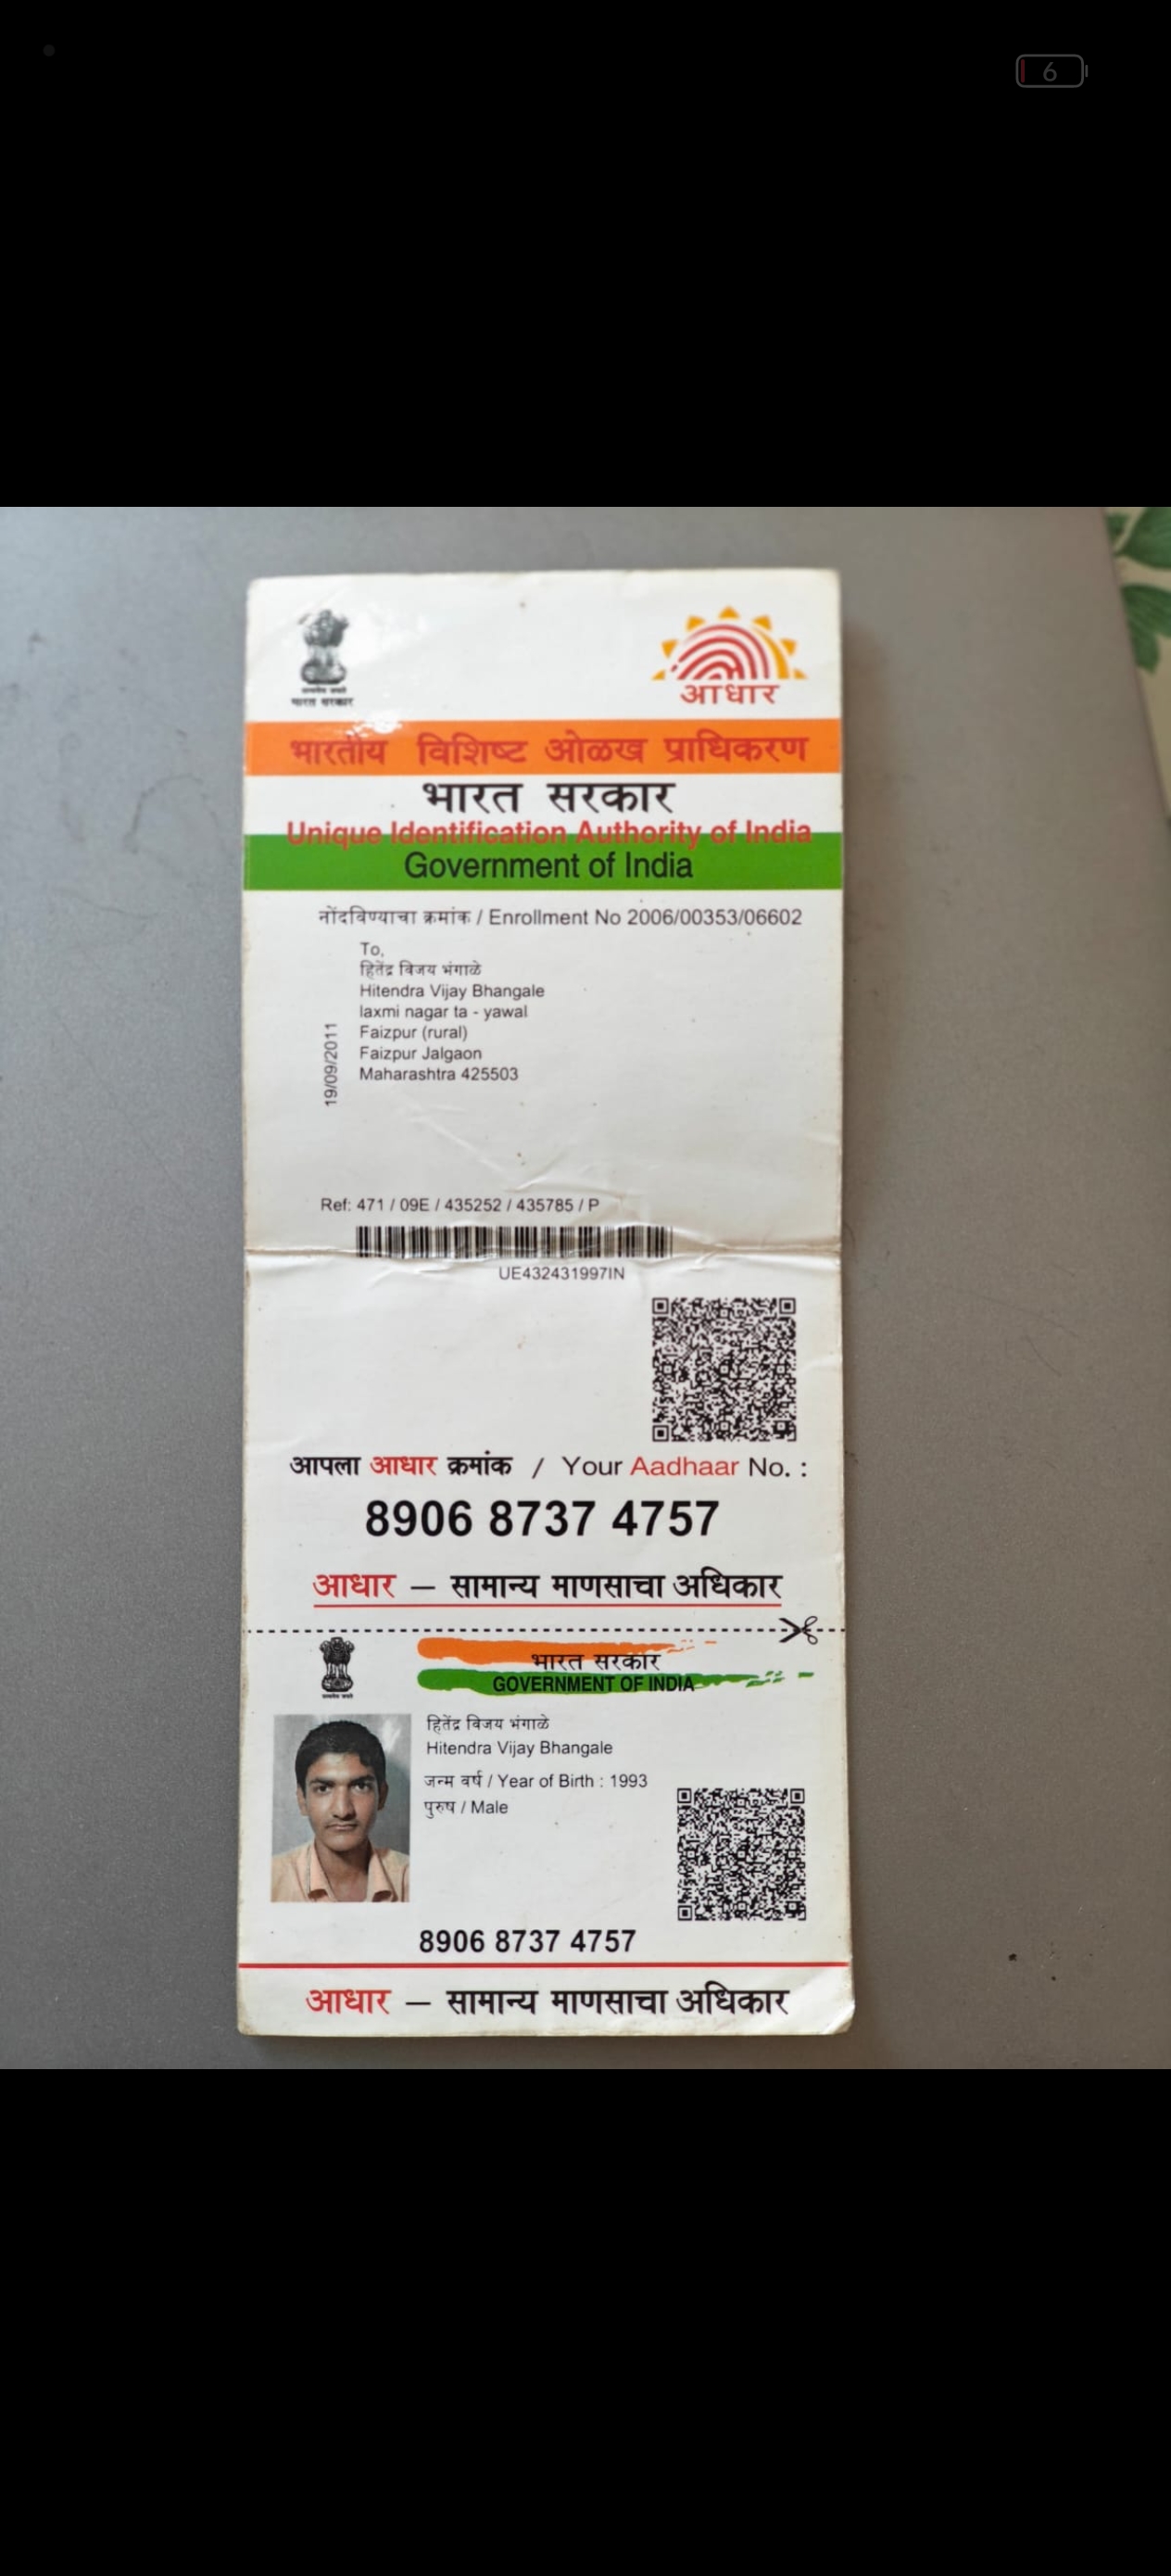 6
भारत सरकार
आधार
भारतीय विशिष्ट ओळख प्राधिकरण
भारत सरकार
Unique Identification Authority of India
Government of India
नोंदविण्याचा क्रमांक / Enrollment No 2006/00353/06602
To,
हितेंद्र विजय भंगाळे
Hitendra Vijay Bhangale
laxmi nagar ta - yawal
Faizpur (rural)
Faizpur Jalgaon
Maharashtra 425503
19/09/2011
Ref: 471 / 09E / 435252 / 435785 / P
UE432431997IN
आपला आधार क्रमांक / Your Aadhaar No. :
8906 8737 4757
आधार – सामान्य माणसाचा अधिकार
भारत सरकार
GOVERNMENT OF INDIA
हितेंद्र विजय भंगाळे
Hitendra Vijay Bhangale
जन्म वर्ष / Year of Birth : 1993
पुरुष / Male
8906 8737 4757
आधार – सामान्य माणसाचा अधिकार